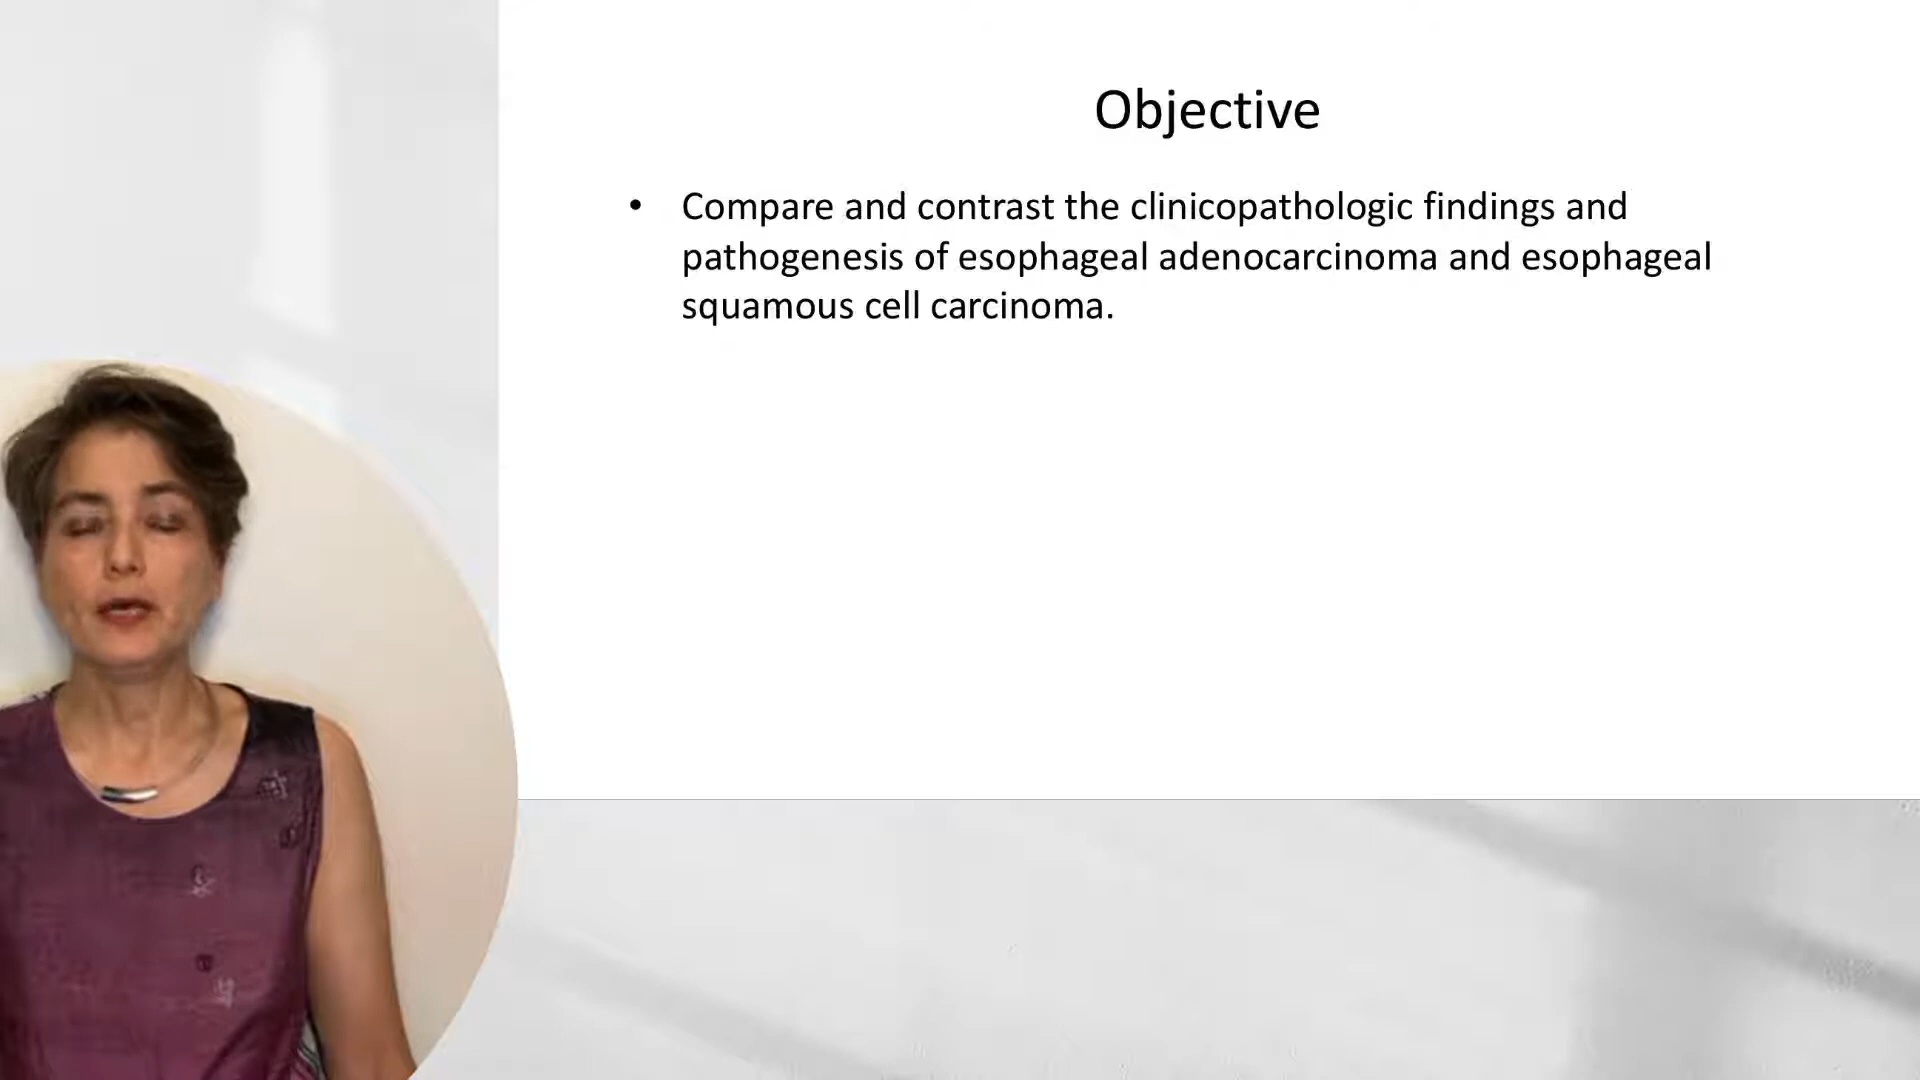 Objective
• Compare and contrast the clinicopathologic findings and
pathogenesis of esophageal adenocarcinoma and esophageal
squamous cell carcinoma.